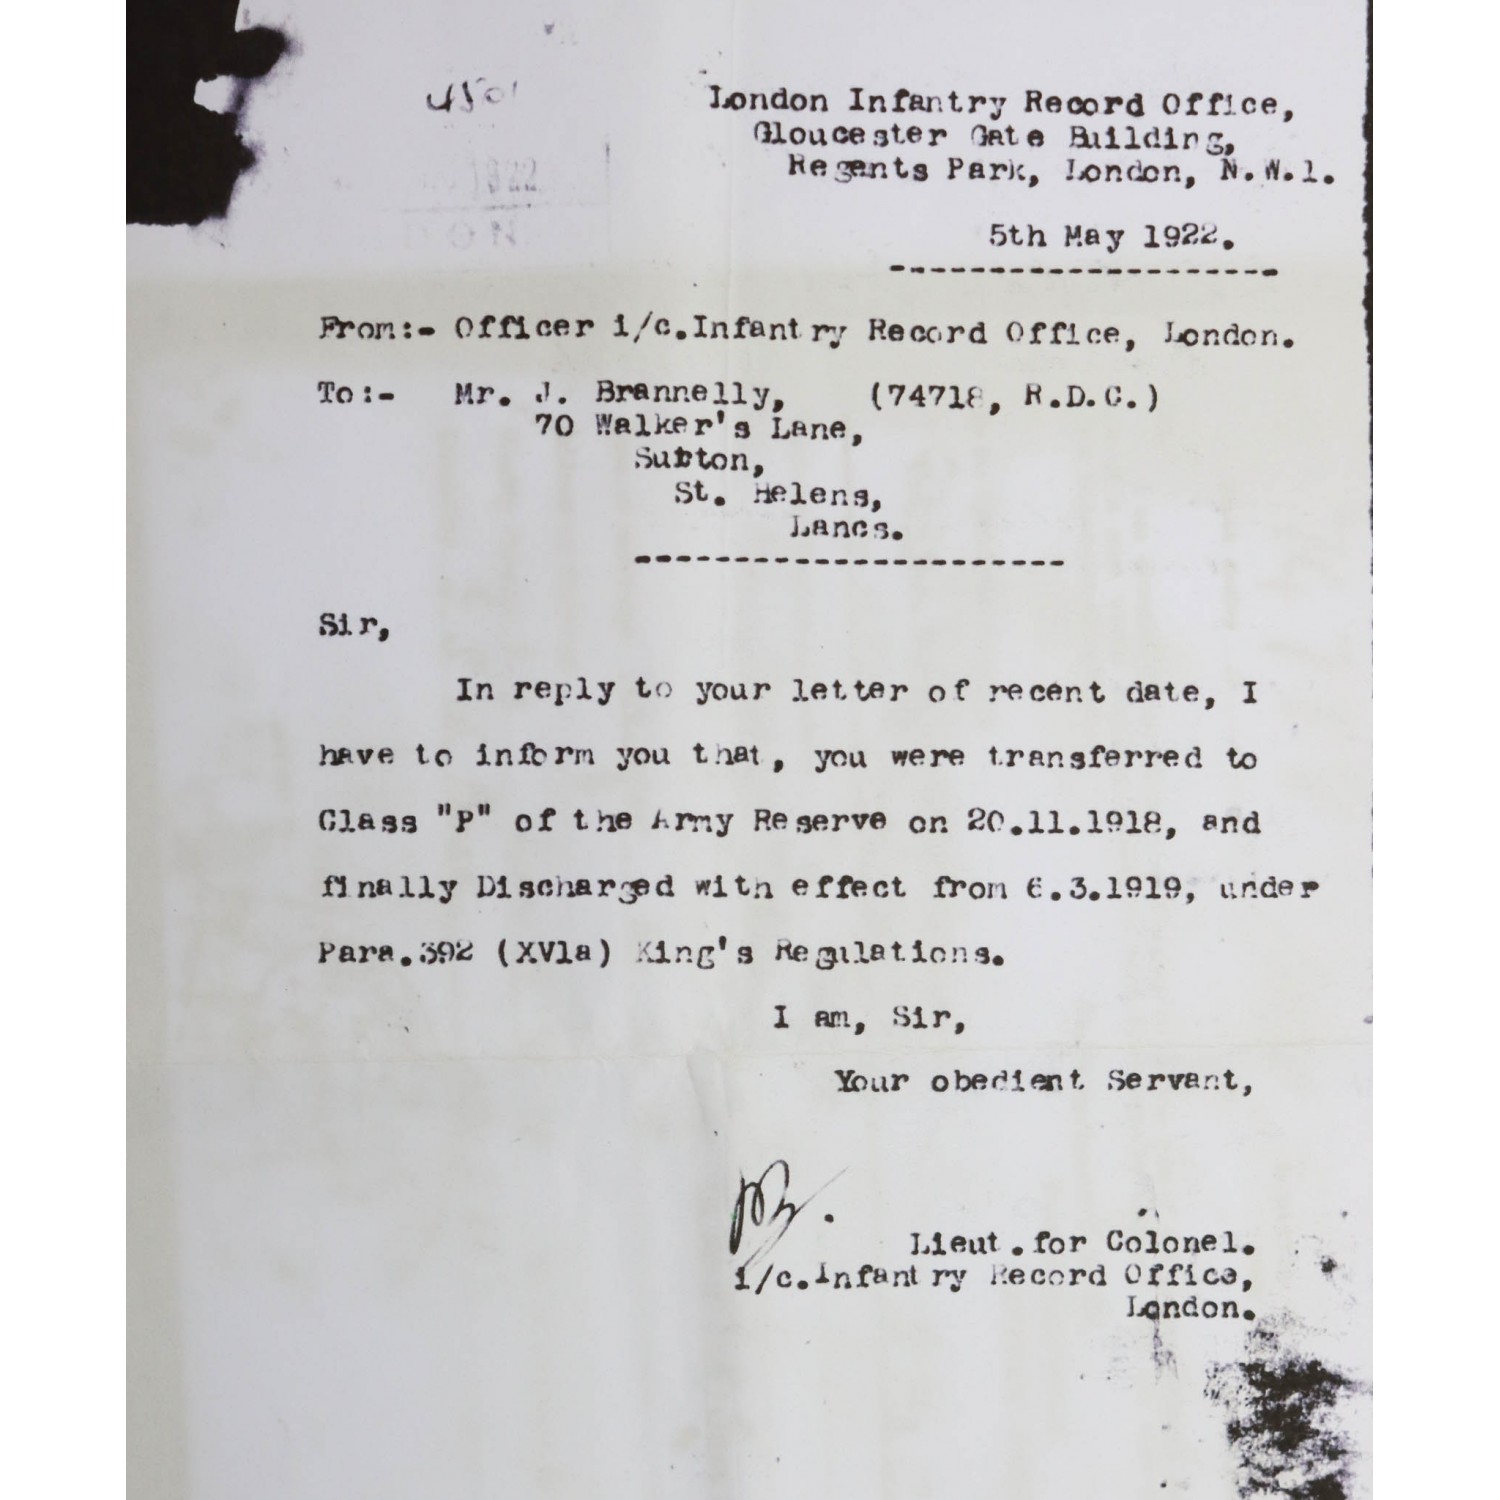 1922
London Infantry Record Office,
Gloucester Gate Building,
Regents Park, London, N.W.1.
5th May 1922.
From:- Officer i/c.Infantry Record Office, London.
To:- Mr. J. Brannelly, (74718, R.D.C.)
70 Walker's Lane,
Sutton,
St. Helens,
Lancs.
Sir,
In reply to your letter of recent date, I
have to inform you that, you were transferred to
Class "P" of the Army Reserve on 20.11.1918, and
finally Discharged with effect from 6.3.1919, under
Para.392 (XVla) King's Regulations.
I am, Sir,
Your obedient Servant,
Lieut.for Colonel.
i/c.Infantry Record Office,
London.